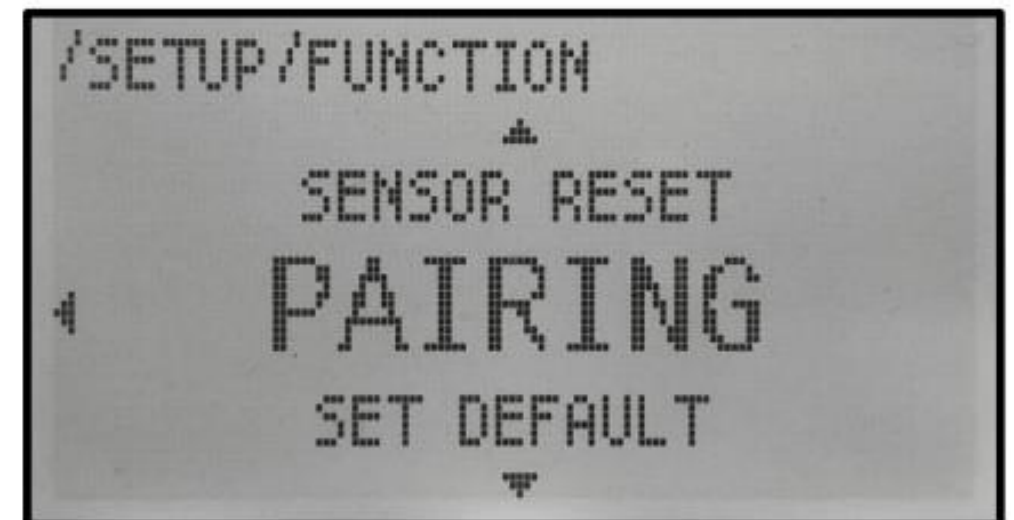 /SETUP/FUNCTION
SENSOR RESET
PAIRING
SET DEFAULT